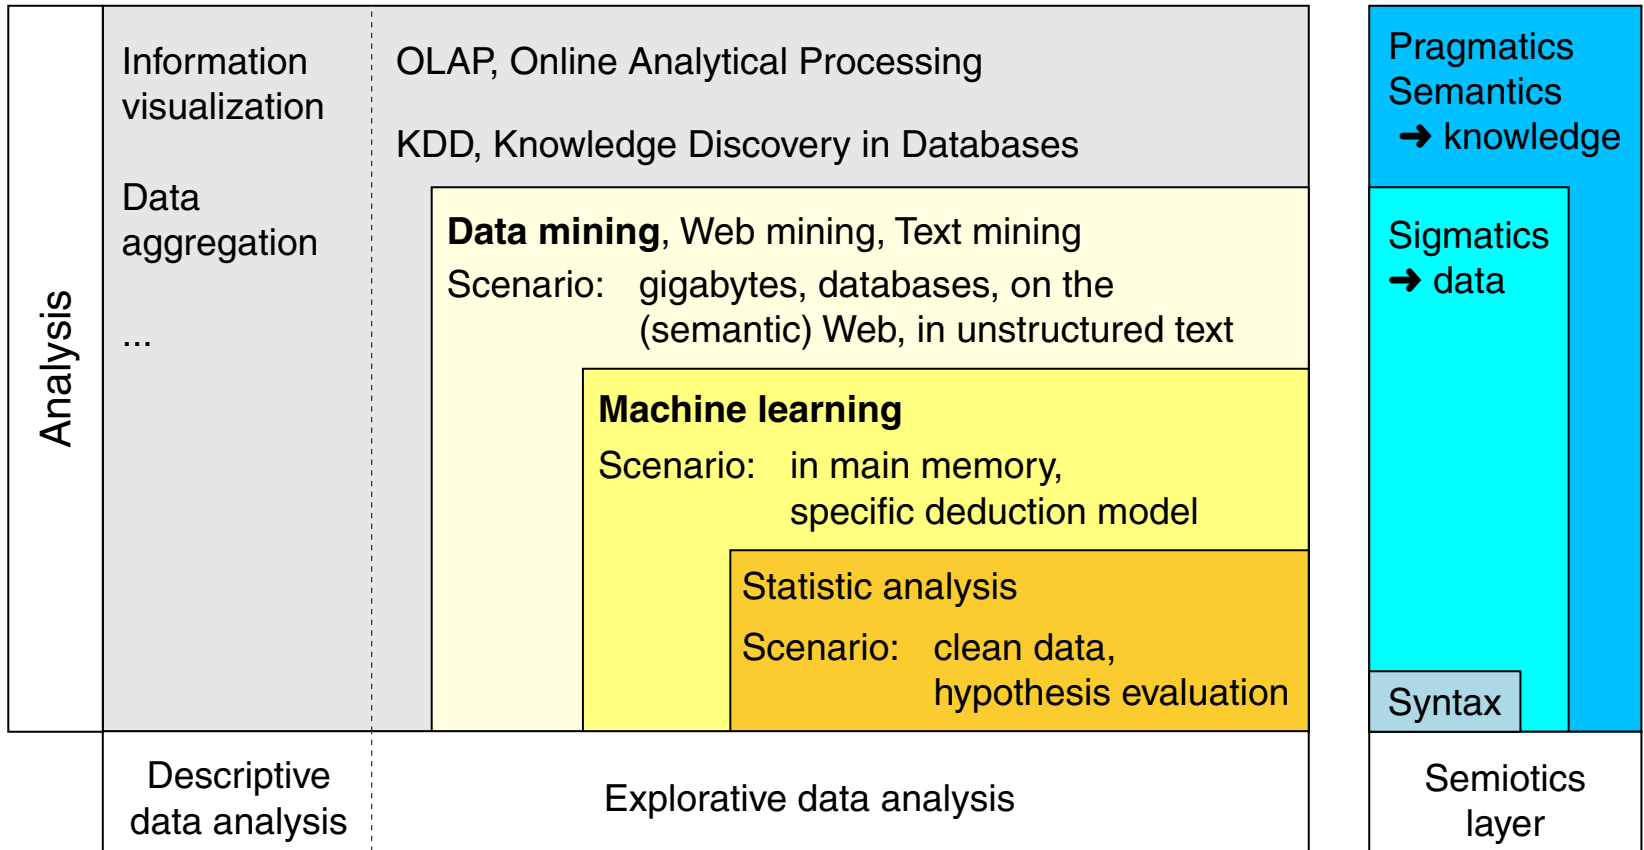 Analysis
Information
visualization
Data
aggregation
...
OLAP, Online Analytical Processing
KDD, Knowledge Discovery in Databases
Data mining, Web mining, Text mining
Scenario: gigabytes, databases, on the
(semantic) Web, in unstructured text
Machine learning
Scenario: in main memory,
specific deduction model
Statistic analysis
Scenario: clean data,
hypothesis evaluation
Descriptive
data analysis
Explorative data analysis
Pragmatics
Semantics
➜ knowledge
Sigmatics
➜ data
Syntax
Semiotics
layer